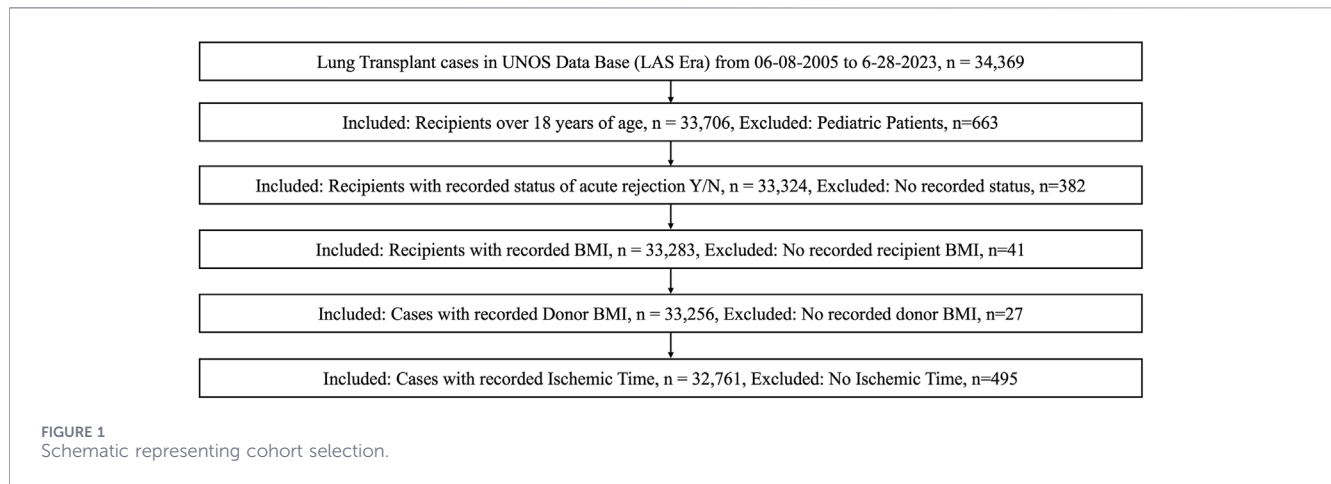 Lung Transplant cases in UNOS Data Base (LAS Era) from 06-08-2005 to 6-28-2023, n = 34,369
Included: Recipients over 18 years of age, n = 33,706, Excluded: Pediatric Patients, n=663
Included: Recipients with recorded status of acute rejection Y/N, n = 33,324, Excluded: No recorded status, n=382
Included: Recipients with recorded BMI, n = 33,283, Excluded: No recorded recipient BMI, n=41
Included: Cases with recorded Donor BMI, n = 33,256, Excluded: No recorded donor BMI, n=27
Included: Cases with recorded Ischemic Time, n = 32,761, Excluded: No Ischemic Time, n=495
FIGURE 1
Schematic representing cohort selection.